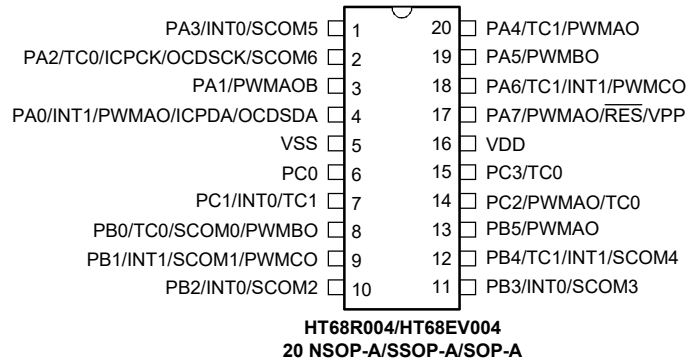 PA3/INT0/SCOM5 1 20 PA4/TC1/PWMAO
PA2/TC0/ICPCK/OCDSCK/SCOM6 2 19 PA5/PWMBO
PA1/PWMAOB 3 18 PA6/TC1/INT1/PWMCO
PA0/INT1/PWMAO/ICPDA/OCDSDA 4 17 PA7/PWMAO/RES/VPP
VSS 5 16 VDD
PC0 6 15 PC3/TC0
PC1/INT0/TC1 7 14 PC2/PWMAO/TC0
PB0/TC0/SCOM0/PWMBO 8 13 PB5/PWMAO
PB1/INT1/SCOM1/PWMCO 9 12 PB4/TC1/INT1/SCOM4
PB2/INT0/SCOM2 10 11 PB3/INT0/SCOM3
HT68R004/HT68EV004
20 NSOP-A/SSOP-A/SOP-A